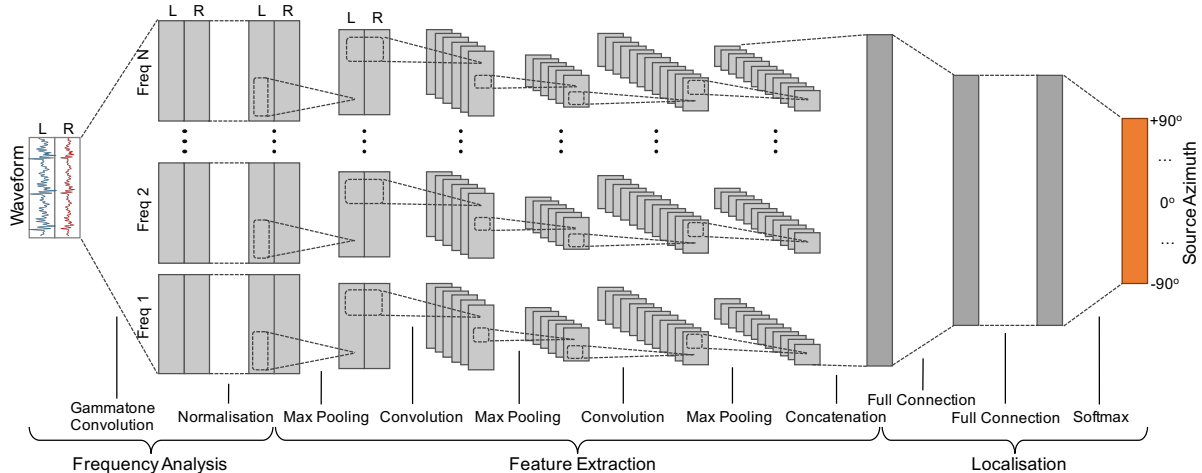 L R
L R
L R
Freq N
L R
Waveform
Freq 2
Freq 1
+90°
...
0°
...
-90°
Source Azimuth
Gammatone
Convolution
Normalisation
Max Pooling
Convolution
Max Pooling
Convolution
Max Pooling
Concatenation
Full Connection
Full Connection
Softmax
Frequency Analysis
Feature Extraction
Localisation